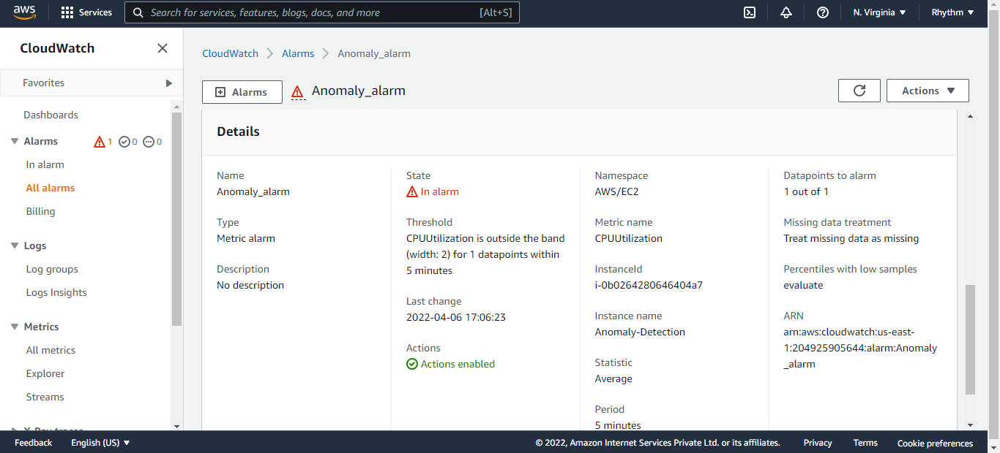 aws
Services
Search for services, features, blogs, docs, and more
[Alt+S]
N. Virginia
Rhythm
CloudWatch
Favorites
Dashboards
Alarms
1
0
0
In alarm
All alarms
Billing
Logs
Log groups
Logs Insights
Metrics
All metrics
Explorer
Streams
X-Ray traces
CloudWatch
Alarms
Anomaly_alarm
Alarms
Anomaly_alarm
Actions
Details
Name
Anomaly_alarm
Type
Metric alarm
Description
No description
State
In alarm
Threshold
CPUUtilization is outside the band
(width: 2) for 1 datapoints within
5 minutes
Last change
2022-04-06 17:06:23
Actions
Actions enabled
Namespace
AWS/EC2
Metric name
CPUUtilization
InstanceId
i-0b0264280646404a7
Instance name
Anomaly-Detection
Statistic
Average
Period
5 minutes
Datapoints to alarm
1 out of 1
Missing data treatment
Treat missing data as missing
Percentiles with low samples
evaluate
ARN
arn:aws:cloudwatch:us-east-
1:204925905644:alarm:Anomaly
_alarm
Feedback
English (US)
© 2022, Amazon Internet Services Private Ltd. or its affiliates.
Privacy
Terms
Cookie preferences